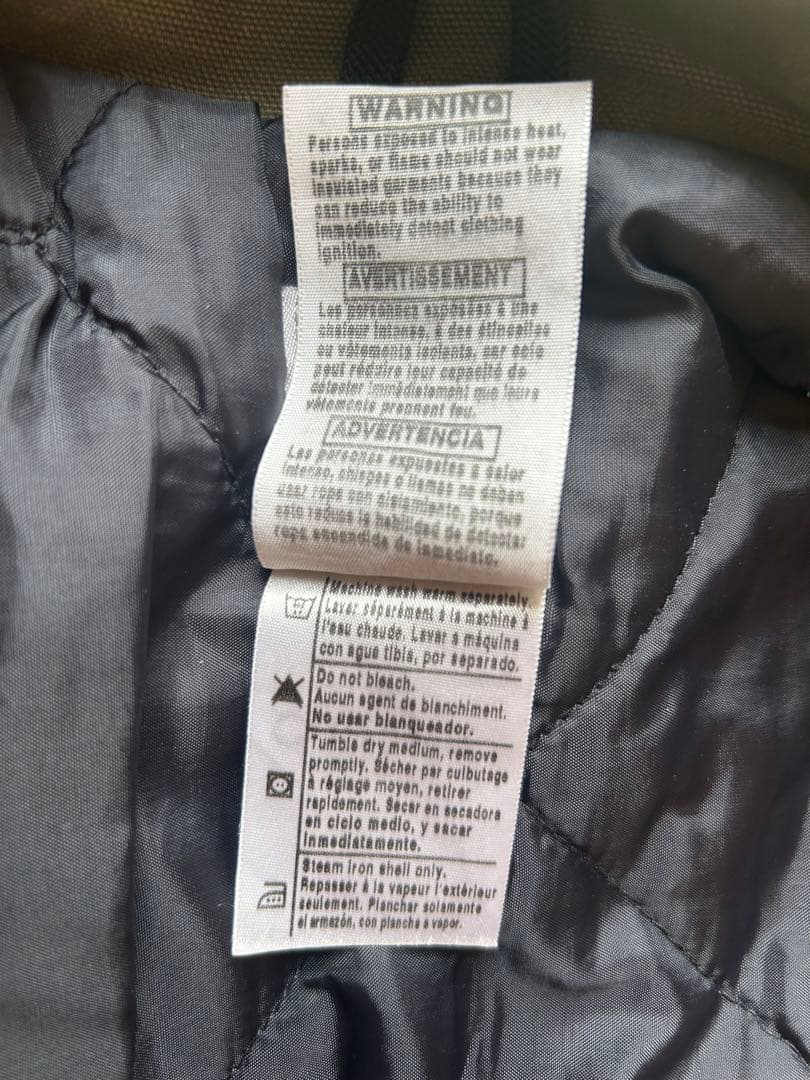 WARNING
Persons exposed to intense heat,
sparks, or flame should not wear
insulated garments because they
can reduce the ability to
immediately detect clothing
ignition.
AVERTISSEMENT
Les personnes exposées à une
chaleur intense, à des étincelles
ou vêtements isolants, car cela
peut réduire leur capacité de
détecter immédiatement que leurs
vêtements prennent feu.
ADVERTENCIA
Las personas expuestas a calor
intenso, chispas o llamas no deben
usar ropa con aislamiento, porque
esto reduce la habilidad de detectar
ropa encendida de inmediato.
Machine wash warm separately.
Laver séparément à la machine à
l'eau chaude. Lavar a máquina
con agua tibia, por separado.
Do not bleach.
Aucun agent de blanchiment.
No usar blanqueador.
Tumble dry medium, remove
promptly. Sécher par culbutage
à réglage moyen, retirer
rapidement. Secar en secadora
en ciclo medio, y sacar
inmediatamente.
Steam iron shell only.
Repasser à la vapeur l'extérieur
seulement. Planchar solamente
el armazón, con plancha a vapor.